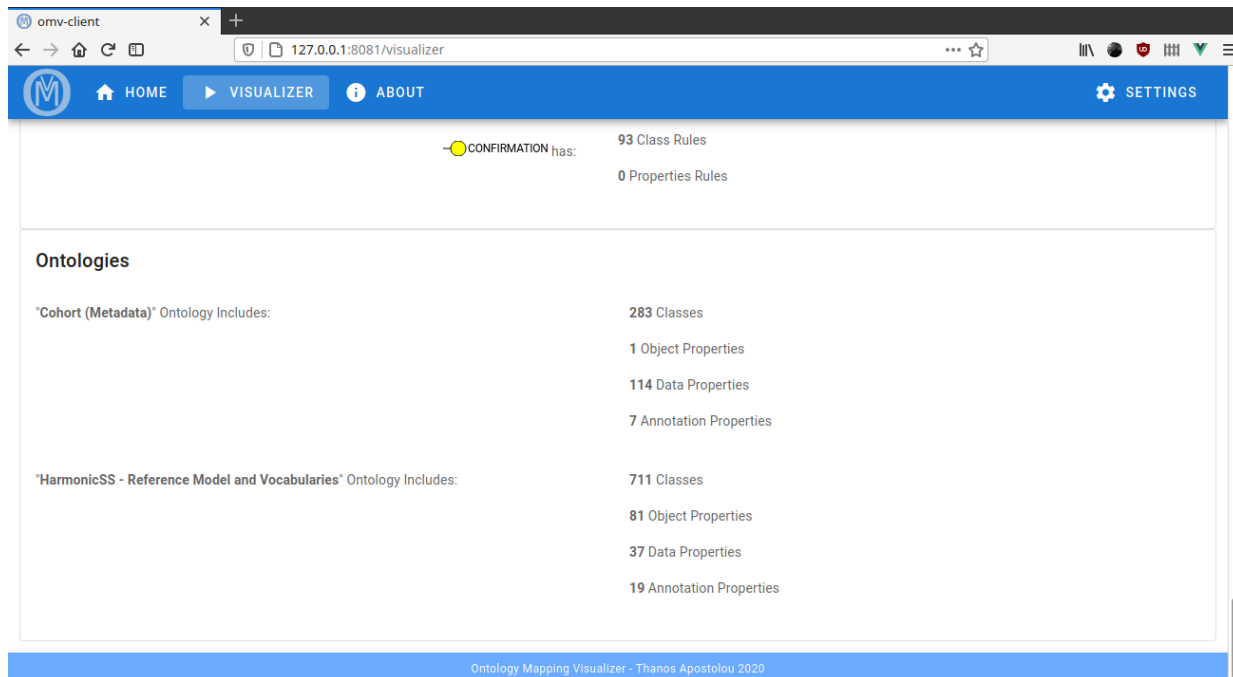 omv-client
127.0.0.1:8081/visualizer
HOME
VISUALIZER
ABOUT
SETTINGS
CONFIRMATION has:
93 Class Rules
0 Properties Rules
Ontologies
"Cohort (Metadata)" Ontology Includes:
283 Classes
1 Object Properties
114 Data Properties
7 Annotation Properties
"HarmonicSS - Reference Model and Vocabularies" Ontology Includes:
711 Classes
81 Object Properties
37 Data Properties
19 Annotation Properties
Ontology Mapping Visualizer - Thanos Apostolou 2020